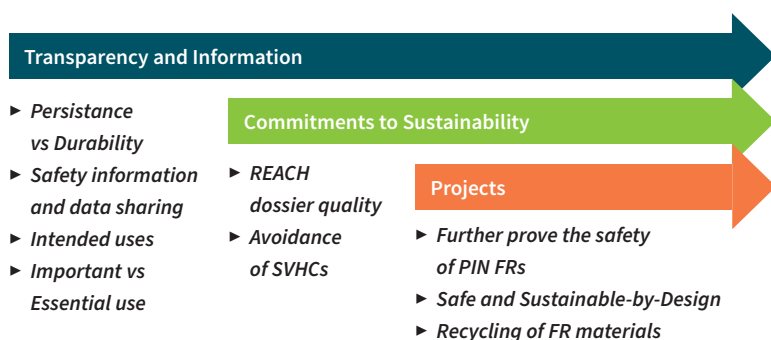 Transparency and Information
► Persistance
vs Durability
► Safety information
and data sharing
► Intended uses
► Important vs
Essential use
Commitments to Sustainability
► REACH
dossier quality
► Avoidance
of SVHCs
Projects
► Further prove the safety
of PIN FRs
► Safe and Sustainable-by-Design
► Recycling of FR materials